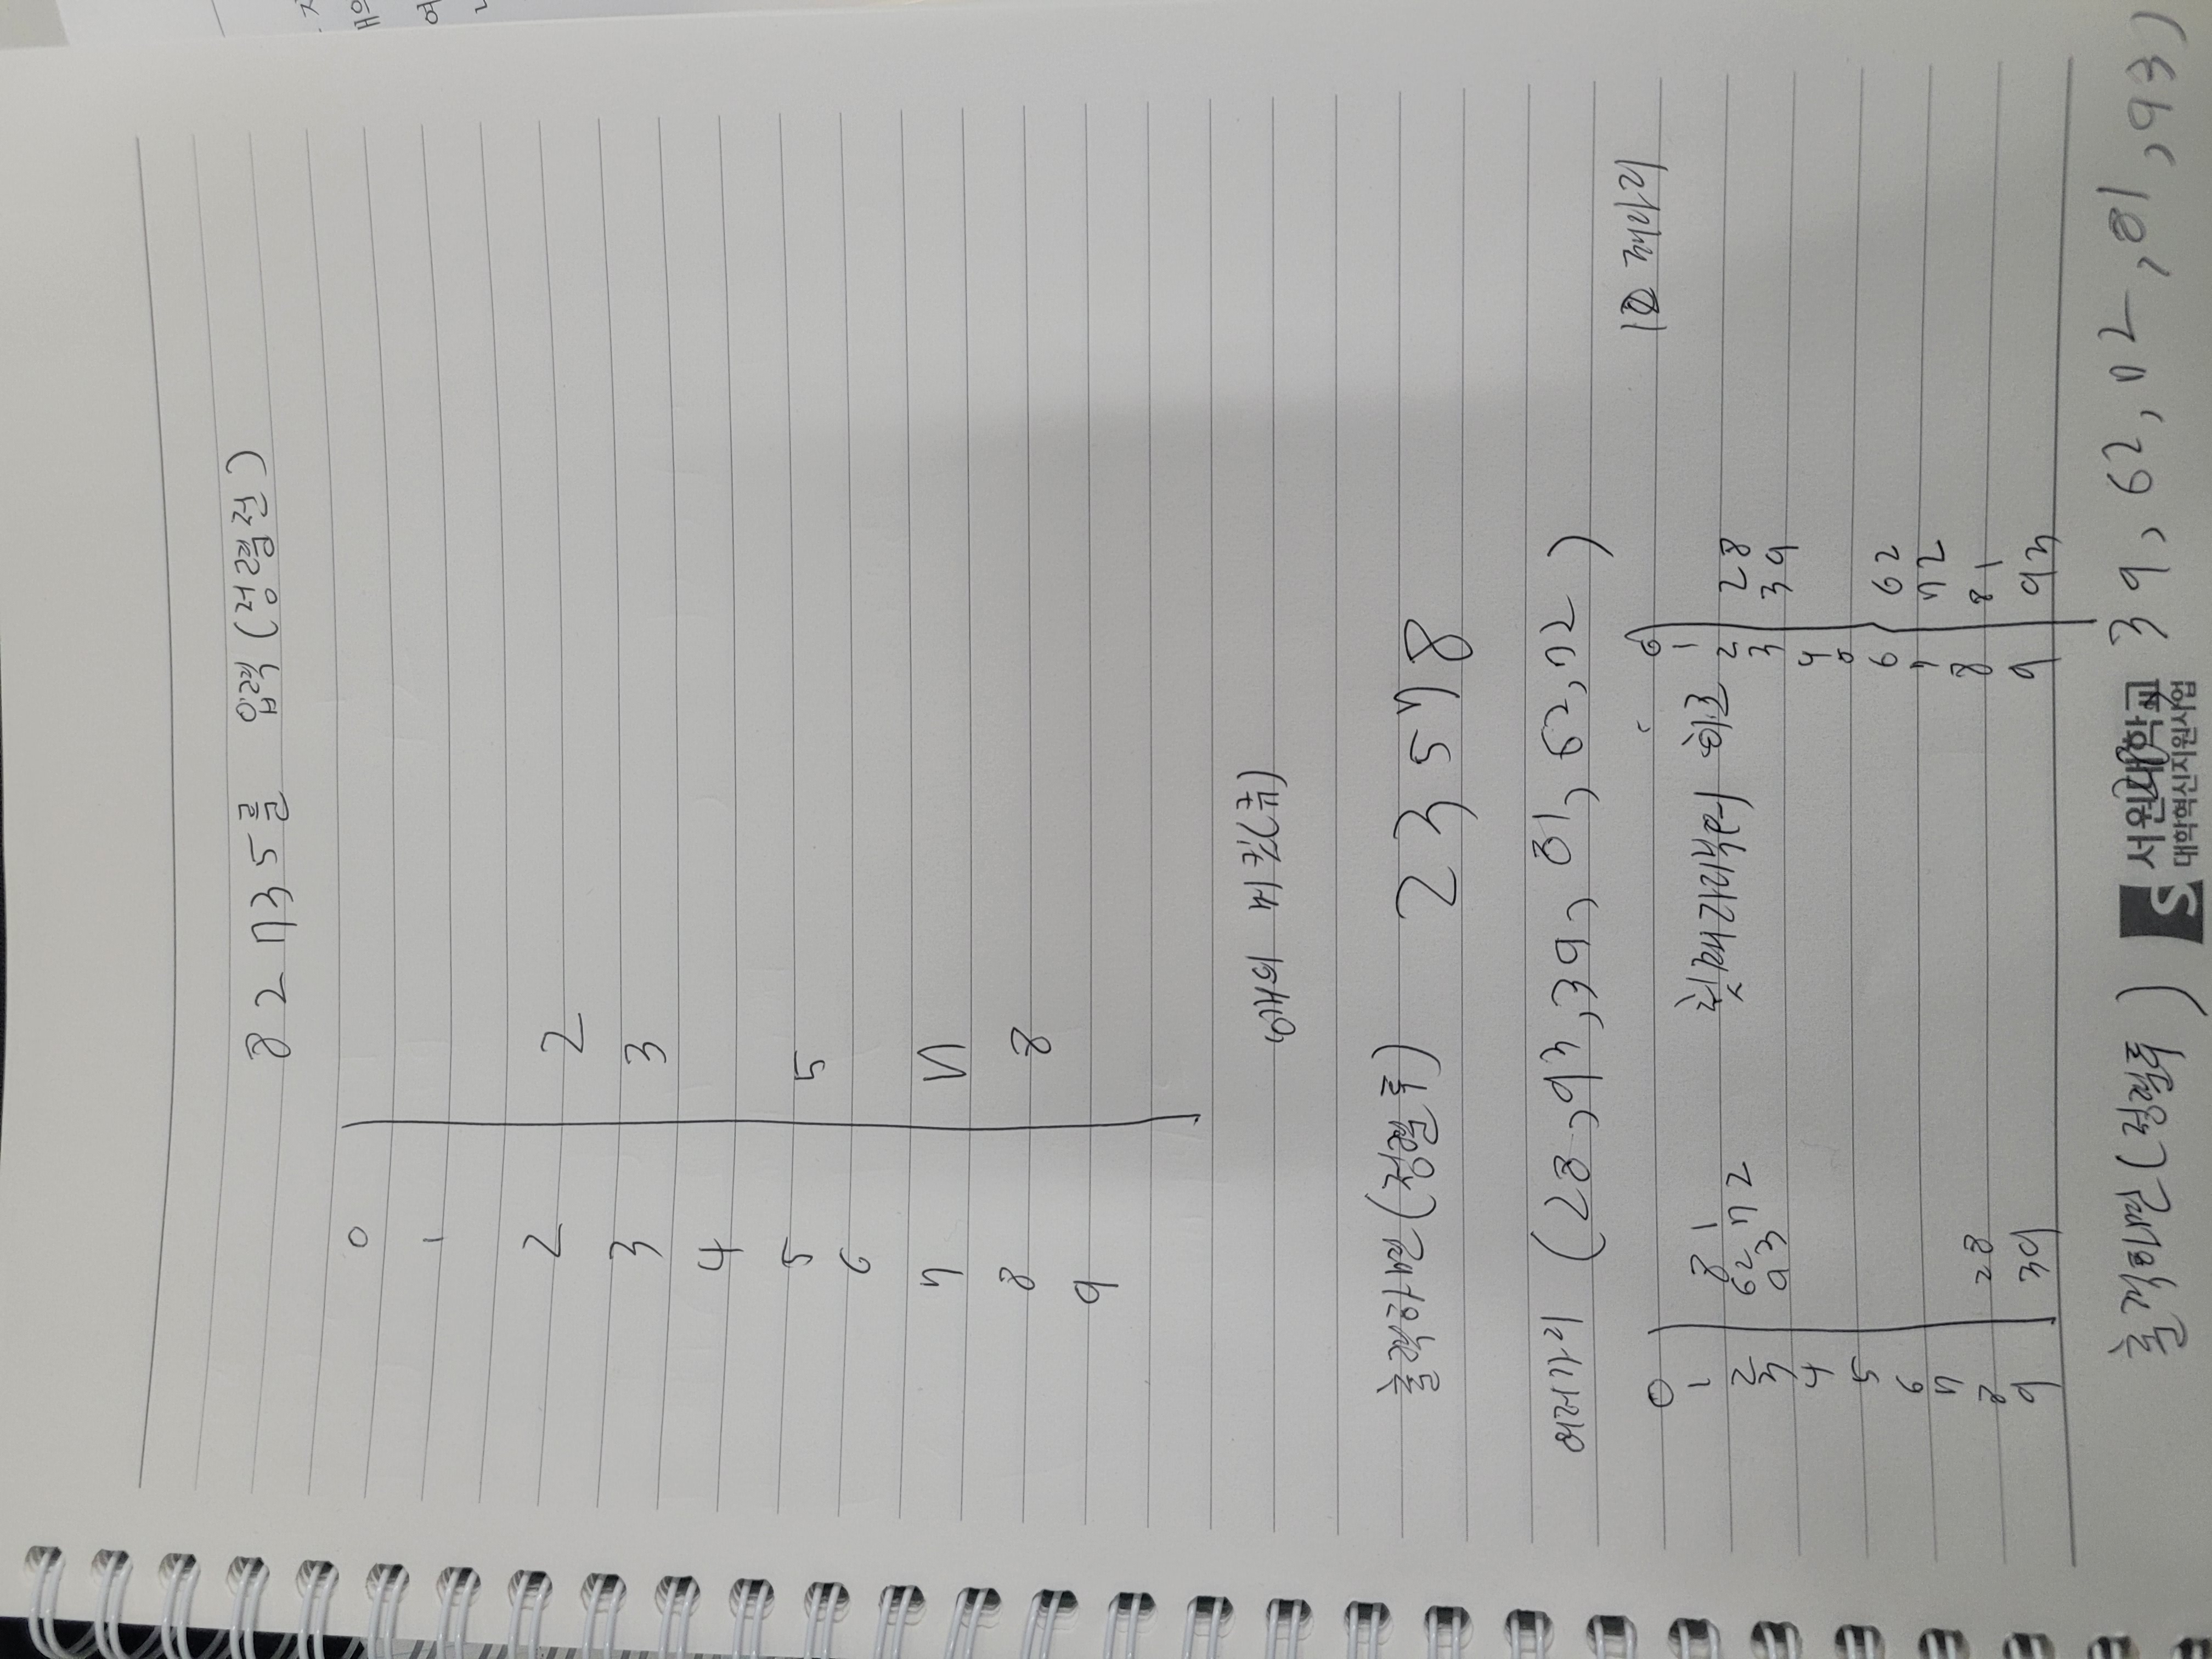 8 2 7 3 5를 입력 (정렬전)
0
1
2 2
3 3
4
5 5
6
7 7
8 8
9
10개의 버킷(큐)
출력하면 (정렬후) 2 3 5 7 8
여러자리 (28, 93, 39, 81, 62, 72)
10 째자리
0
1 81
2 62 72
3 93
4
5
6
7
8 28
9 39
첫째자리부터 하고
0
1
2 28
3 39
4
5
6 62
7 72
8 81
9 93
출력하면 (정렬후) 28, 39, 62, 72, 81, 93)
서원대학교
대학혁신지원사업